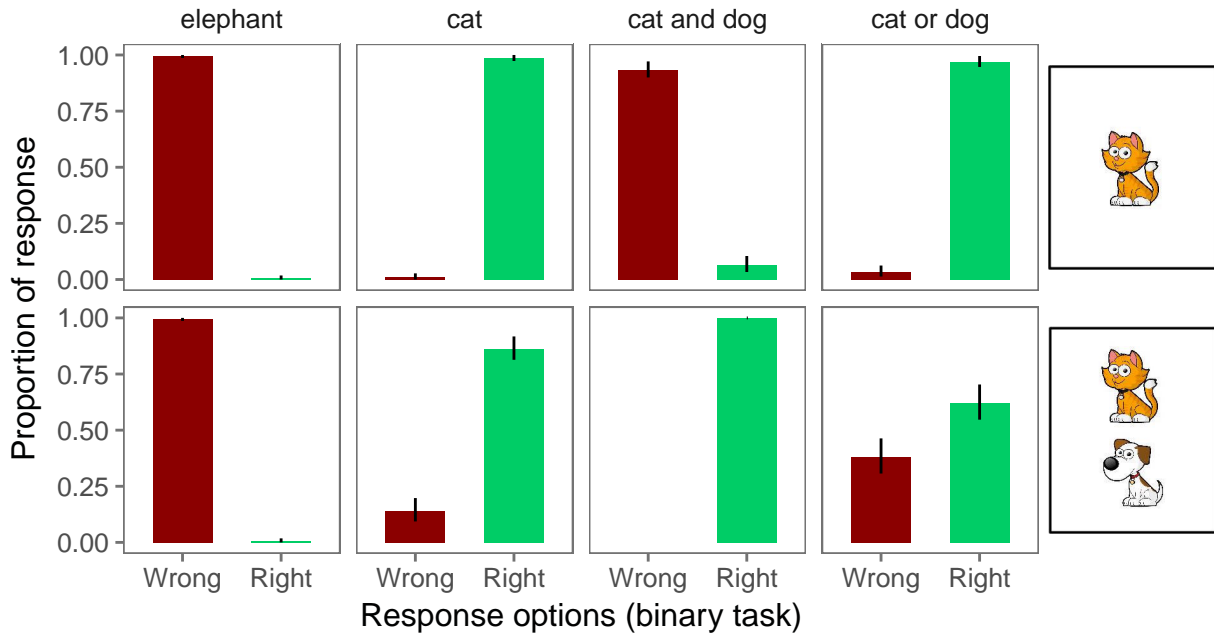 elephant cat cat and dog cat or dog
Proportion of response
1.00
0.75
0.50
0.25
0.00
1.00
0.75
0.50
0.25
0.00
Wrong Right Wrong Right Wrong Right Wrong Right
Response options (binary task)